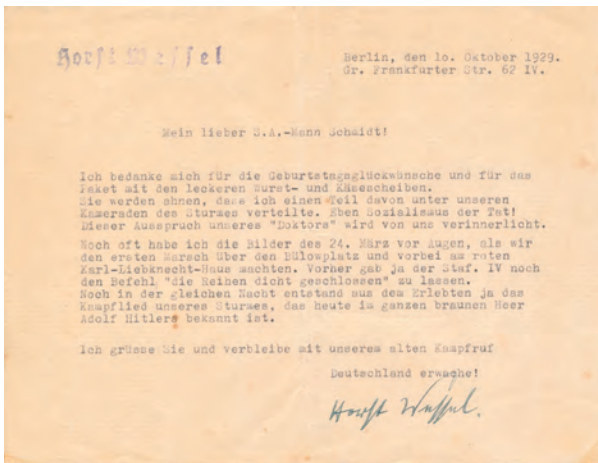 Horst Wessel
Berlin, den 10. Oktober 1929.
Gr. Frankfurter Str. 62 IV.
Mein lieber S.A.-Mann Schmidt!
Ich bedanke mich für die Geburtstagsglückwünsche und für das
Paket mit den leckeren Wurst- und Käsescheiben.
Sie werden ahnen, dass ich einen Teil davon unter unseren
Kameraden des Sturmes verteilte. Eben Sozialismus der Tat!
Dieser Ausspruch unseres "Doktors" wird von uns verinnerlicht.
Noch oft habe ich die Bilder des 24. März vor Augen, als wir
den ersten Marsch über den Bülowplatz und vorbei am roten
Karl-Liebknecht-Haus machten. Vorher gab ja der Staf. IV noch
den Befehl "die Reihen dicht geschlossen" zu lassen.
Noch in der gleichen Nacht entstand aus dem Erlebten ja das
Kampflied unseres Sturmes, das heute im ganzen braunen Heer
Adolf Hitlers bekannt ist.
Ich grüsse Sie und verbleibe mit unserem alten Kampfruf
Deutschland erwache!
Horst Wessel.